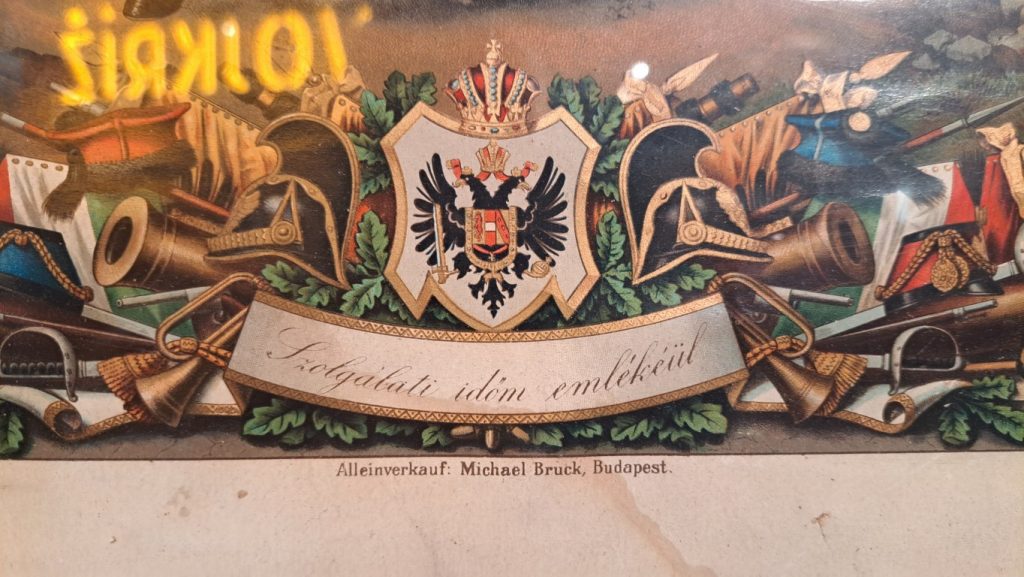 Szolgálati időm emlékéül
Alleinverkauf: Michael Bruck, Budapest.